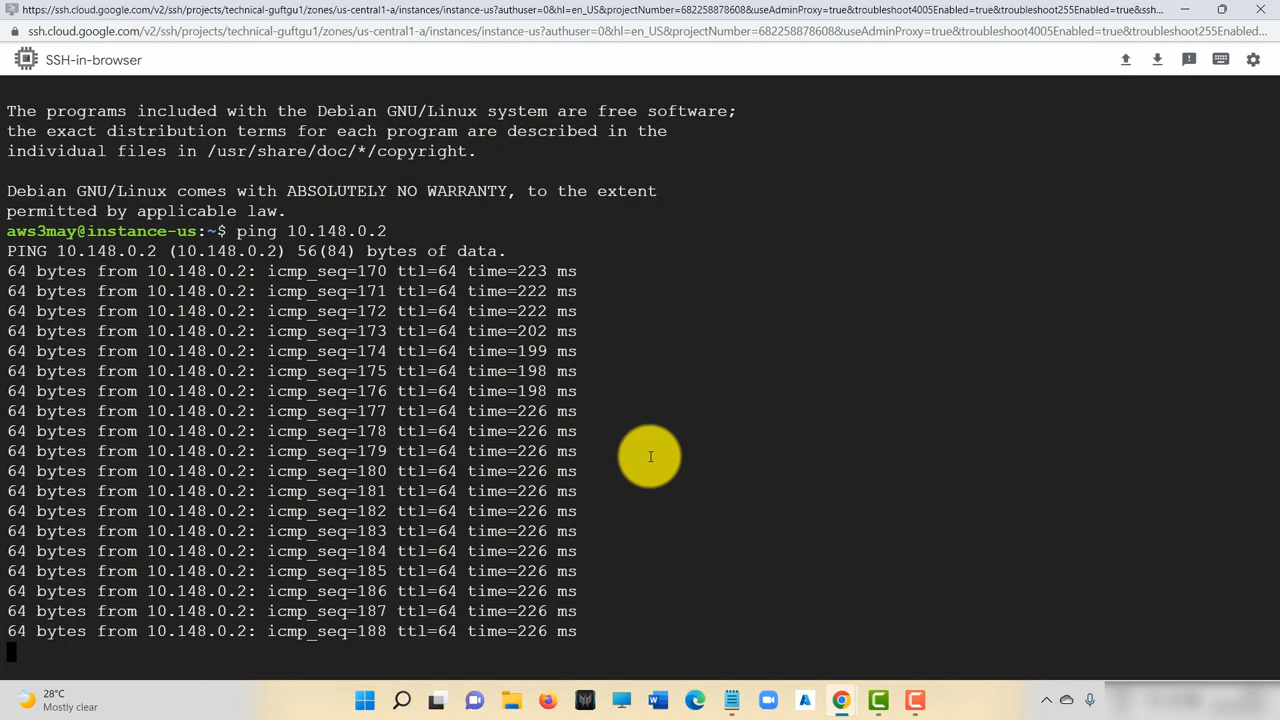 https://ssh.cloud.google.com/v2/ssh/projects/technical-guftgu1/zones/us-central1-a/instances/instance-us?authuser=0&hl=en_US&projectNumber=682258878608&useAdminProxy=true&troubleshoot4005Enabled=true&troubleshoot255Enabled=true&ssh...
ssh.cloud.google.com/v2/ssh/projects/technical-guftgu1/zones/us-central1-a/instances/instance-us?authuser=0&hl=en_US&projectNumber=682258878608&useAdminProxy=true&troubleshoot4005Enabled=true&troubleshoot255Enabled=...
SSH-in-browser
The programs included with the Debian GNU/Linux system are free software;
the exact distribution terms for each program are described in the
individual files in /usr/share/doc/*/copyright.
Debian GNU/Linux comes with ABSOLUTELY NO WARRANTY, to the extent
permitted by applicable law.
aws3may@instance-us:~$ ping 10.148.0.2
PING 10.148.0.2 (10.148.0.2) 56(84) bytes of data.
64 bytes from 10.148.0.2: icmp_seq=170 ttl=64 time=223 ms
64 bytes from 10.148.0.2: icmp_seq=171 ttl=64 time=222 ms
64 bytes from 10.148.0.2: icmp_seq=172 ttl=64 time=222 ms
64 bytes from 10.148.0.2: icmp_seq=173 ttl=64 time=202 ms
64 bytes from 10.148.0.2: icmp_seq=174 ttl=64 time=199 ms
64 bytes from 10.148.0.2: icmp_seq=175 ttl=64 time=198 ms
64 bytes from 10.148.0.2: icmp_seq=176 ttl=64 time=198 ms
64 bytes from 10.148.0.2: icmp_seq=177 ttl=64 time=226 ms
64 bytes from 10.148.0.2: icmp_seq=178 ttl=64 time=226 ms
64 bytes from 10.148.0.2: icmp_seq=179 ttl=64 time=226 ms
64 bytes from 10.148.0.2: icmp_seq=180 ttl=64 time=226 ms
64 bytes from 10.148.0.2: icmp_seq=181 ttl=64 time=226 ms
64 bytes from 10.148.0.2: icmp_seq=182 ttl=64 time=226 ms
64 bytes from 10.148.0.2: icmp_seq=183 ttl=64 time=226 ms
64 bytes from 10.148.0.2: icmp_seq=184 ttl=64 time=226 ms
64 bytes from 10.148.0.2: icmp_seq=185 ttl=64 time=226 ms
64 bytes from 10.148.0.2: icmp_seq=186 ttl=64 time=226 ms
64 bytes from 10.148.0.2: icmp_seq=187 ttl=64 time=226 ms
64 bytes from 10.148.0.2: icmp_seq=188 ttl=64 time=226 ms
28°C
Mostly clear